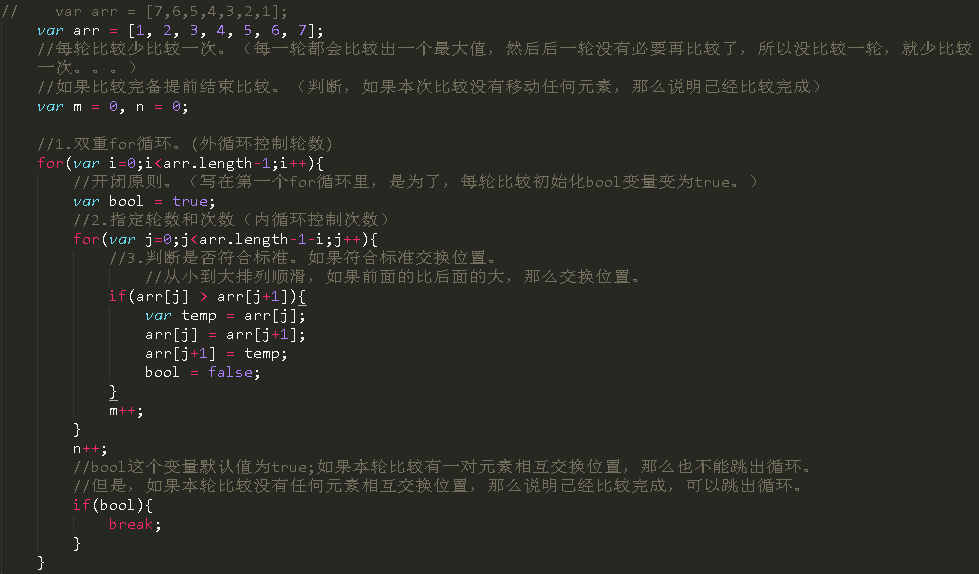 //    var arr = [7,6,5,4,3,2,1];
var arr = [1, 2, 3, 4, 5, 6, 7];
//每轮比较少比较一次。（每一轮都会比较出一个最大值，然后后一轮没有必要再比较了，所以没比较一轮，就少比较
一次。。。）
//如果比较完备提前结束比较。（判断，如果本次比较没有移动任何元素，那么说明已经比较完成）
var m = 0, n = 0;
//1.双重for循环。(外循环控制轮数)
for(var i=0;i<arr.length-1;i++){
//开闭原则。（写在第一个for循环里，是为了，每轮比较初始化bool变量变为true。）
var bool = true;
//2.指定轮数和次数（内循环控制次数）
for(var j=0;j<arr.length-1-i;j++){
//3.判断是否符合标准。如果符合标准交换位置。
//从小到大排列顺滑，如果前面的比后面的大，那么交换位置。
if(arr[j] > arr[j+1]){
var temp = arr[j];
arr[j] = arr[j+1];
arr[j+1] = temp;
bool = false;
}
m++;
}
n++;
//bool这个变量默认值为true;如果本轮比较有一对元素相互交换位置，那么也不能跳出循环。
//但是，如果本轮比较没有任何元素相互交换位置，那么说明已经比较完成，可以跳出循环。
if(bool){
break;
}
}